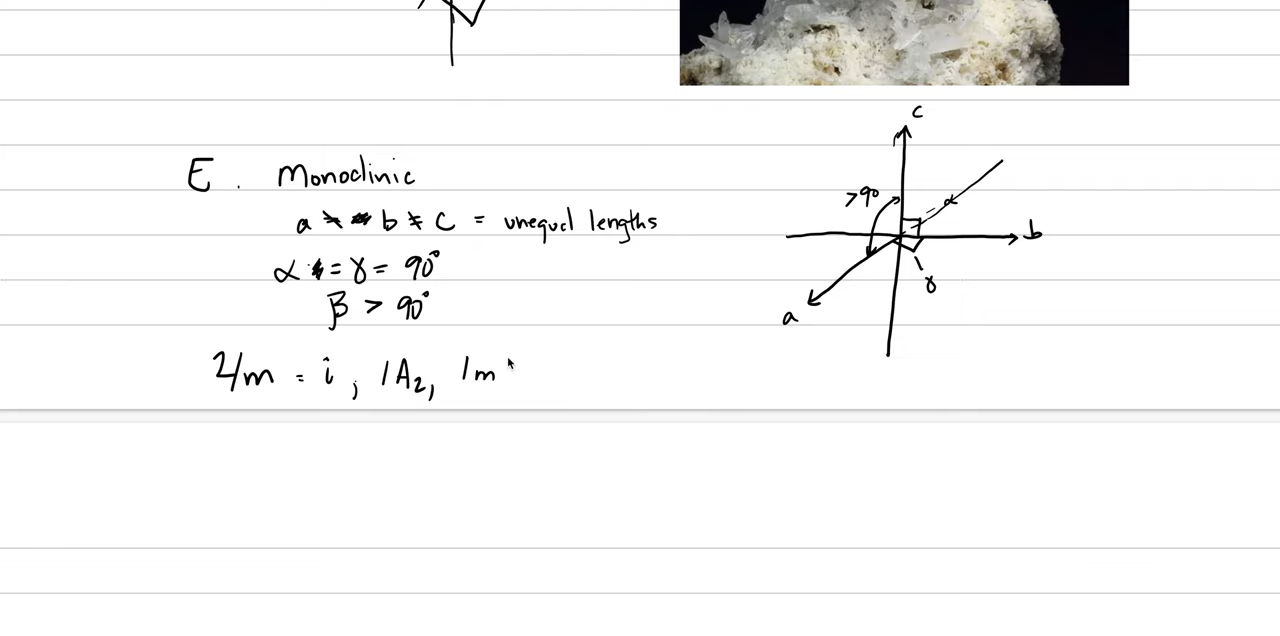 E. Monoclinic
a ≠ b ≠ c = unequal lengths
α = γ = 90°
β > 90°
2/m = i, 1A₂, 1m
c
>90
α
b
γ
a